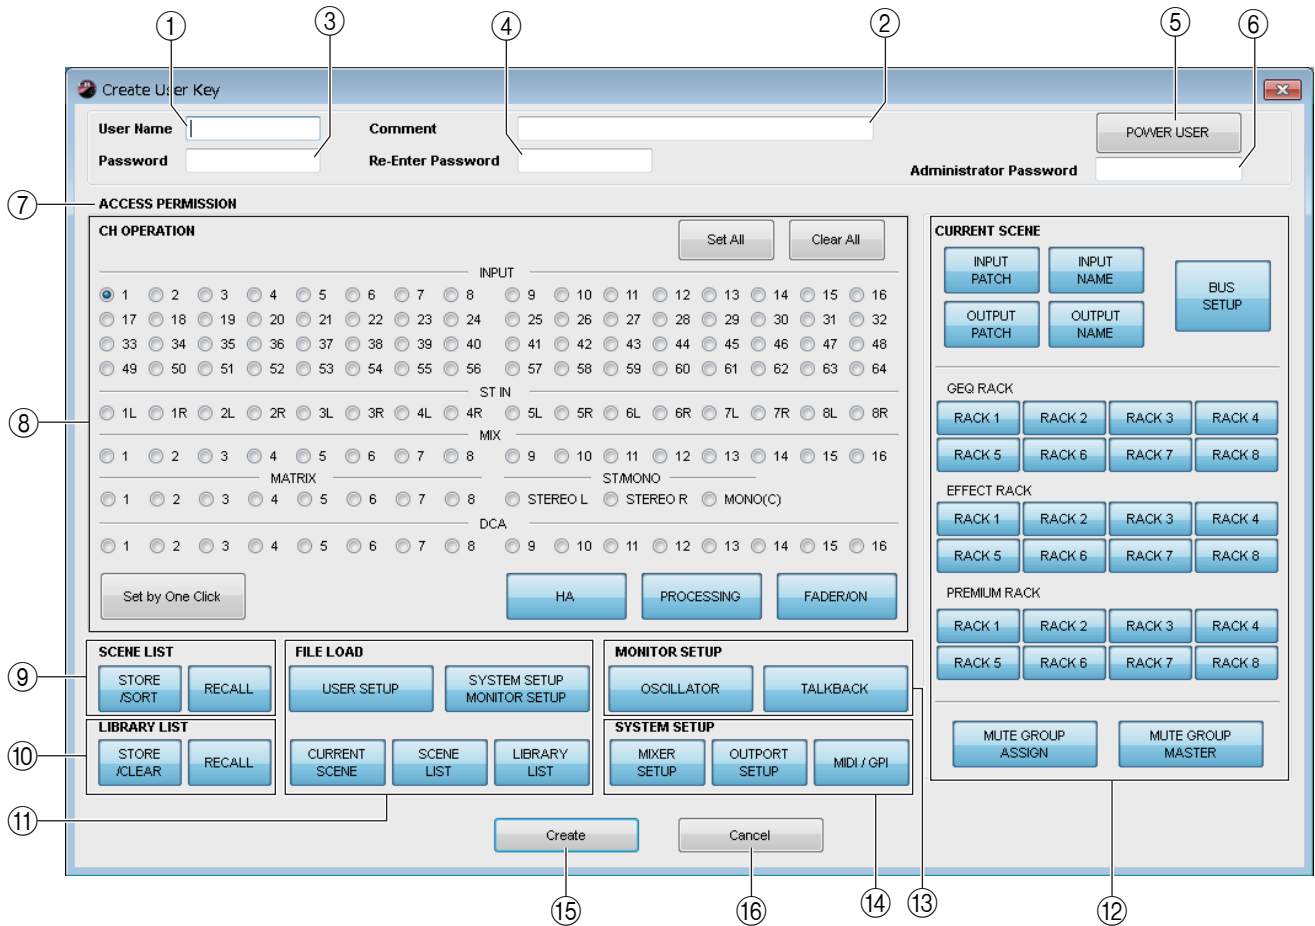 ① ③ ④ ② ⑤ ⑥
Create User Key
User Name Comment POWER USER
Password Re-Enter Password Administrator Password
⑦ ACCESS PERMISSION
CH OPERATION Set All Clear All
INPUT
1 2 3 4 5 6 7 8 9 10 11 12 13 14 15 16
17 18 19 20 21 22 23 24 25 26 27 28 29 30 31 32
33 34 35 36 37 38 39 40 41 42 43 44 45 46 47 48
49 50 51 52 53 54 55 56 57 58 59 60 61 62 63 64
ST IN
⑧ 1L 1R 2L 2R 3L 3R 4L 4R 5L 5R 6L 6R 7L 7R 8L 8R
MIX
1 2 3 4 5 6 7 8 9 10 11 12 13 14 15 16
MATRIX ST/MONO
1 2 3 4 5 6 7 8 STEREO L STEREO R MONO(C)
DCA
1 2 3 4 5 6 7 8 9 10 11 12 13 14 15 16
Set by One Click HA PROCESSING FADER/ON
CURRENT SCENE
INPUT PATCH INPUT NAME BUS SETUP
OUTPUT PATCH OUTPUT NAME
GEQ RACK
RACK 1 RACK 2 RACK 3 RACK 4
RACK 5 RACK 6 RACK 7 RACK 8
EFFECT RACK
RACK 1 RACK 2 RACK 3 RACK 4
RACK 5 RACK 6 RACK 7 RACK 8
PREMIUM RACK
RACK 1 RACK 2 RACK 3 RACK 4
RACK 5 RACK 6 RACK 7 RACK 8
MUTE GROUP ASSIGN MUTE GROUP MASTER
SCENE LIST FILE LOAD MONITOR SETUP
⑨ STORE /SORT RECALL USER SETUP SYSTEM SETUP MONITOR SETUP OSCILLATOR TALKBACK
LIBRARY LIST SYSTEM SETUP
⑩ STORE /CLEAR RECALL CURRENT SCENE SCENE LIST LIBRARY LIST MIXER SETUP OUTPORT SETUP MIDI / GPI
⑪
Create Cancel
⑮ ⑯ ⑭ ⑬ ⑫